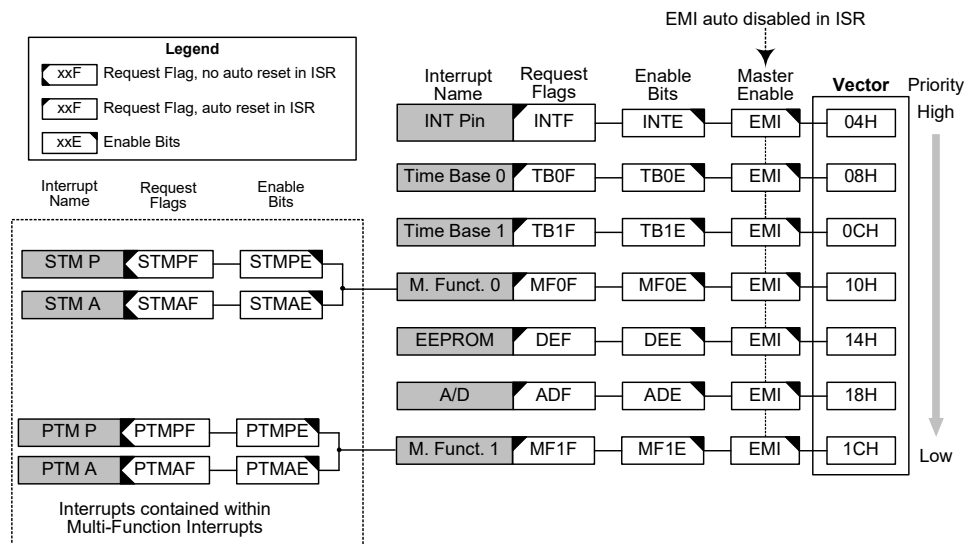 EMI auto disabled in ISR
Legend
xxF Request Flag, no auto reset in ISR
xxF Request Flag, auto reset in ISR
xxE Enable Bits
Interrupt Name
Request Flags
Enable Bits
Master Enable
Vector
Priority
High
INT Pin INTF INTE EMI 04H
Time Base 0 TB0F TB0E EMI 08H
Time Base 1 TB1F TB1E EMI 0CH
M. Funct. 0 MF0F MF0E EMI 10H
EEPROM DEF DEE EMI 14H
A/D ADF ADE EMI 18H
M. Funct. 1 MF1F MF1E EMI 1CH
Low
Interrupt Name
Request Flags
Enable Bits
STM P STMPF STMPE
STM A STMAF STMAE
PTM P PTMPF PTMPE
PTM A PTMAF PTMAE
Interrupts contained within
Multi-Function Interrupts